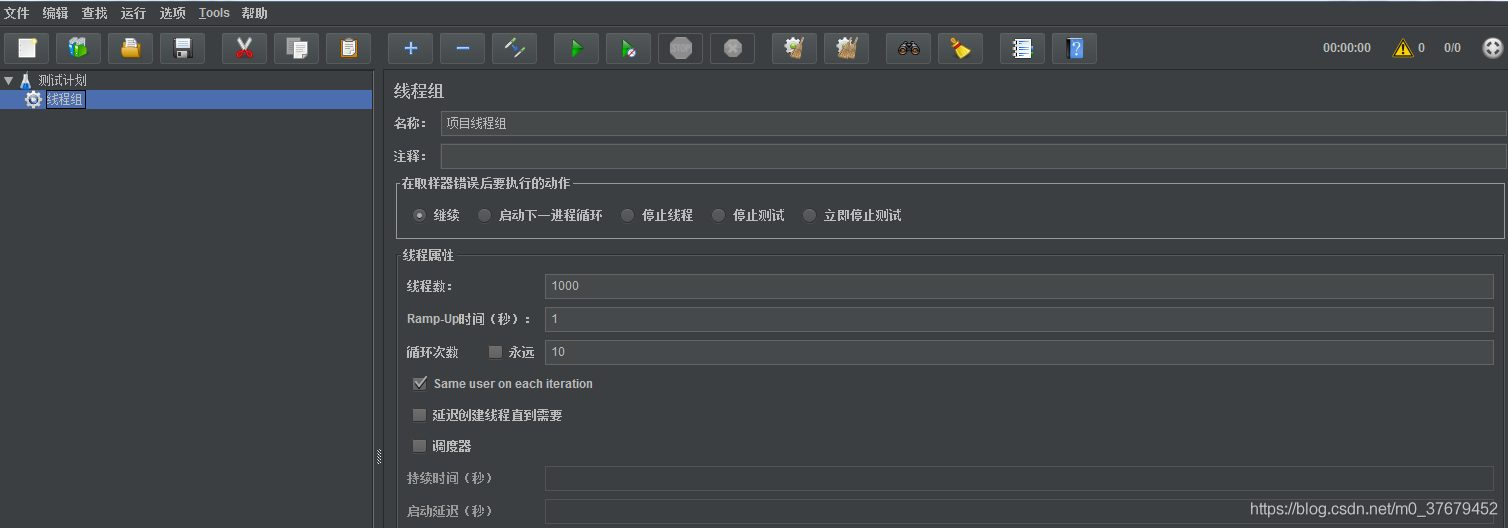 文件 编辑 查找 运行 选项 Tools 帮助
STOP 00:00:00 0 0/0
测试计划
线程组
线程组
名称: 项目线程组
注释:
在取样器错误后要执行的动作
继续 启动下一进程循环 停止线程 停止测试 立即停止测试
线程属性
线程数: 1000
Ramp-Up时间（秒）: 1
循环次数 永远 10
Same user on each iteration
延迟创建线程直到需要
调度器
持续时间（秒）
启动延迟（秒）
https://blog.csdn.net/m0_37679452